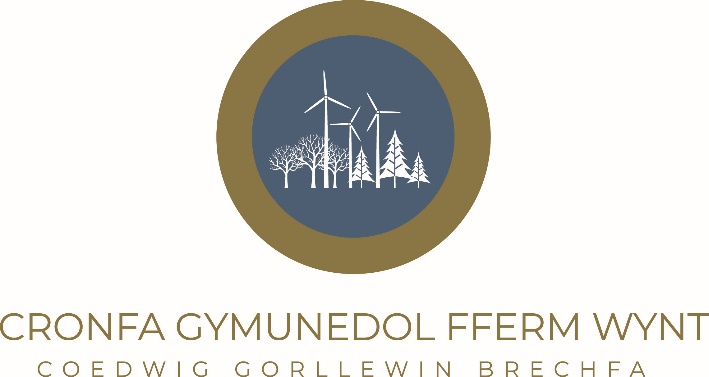 CRONFA GYMUNEDOL FFERM WYNT
COEDWIG GORLLEWIN BRECHFA